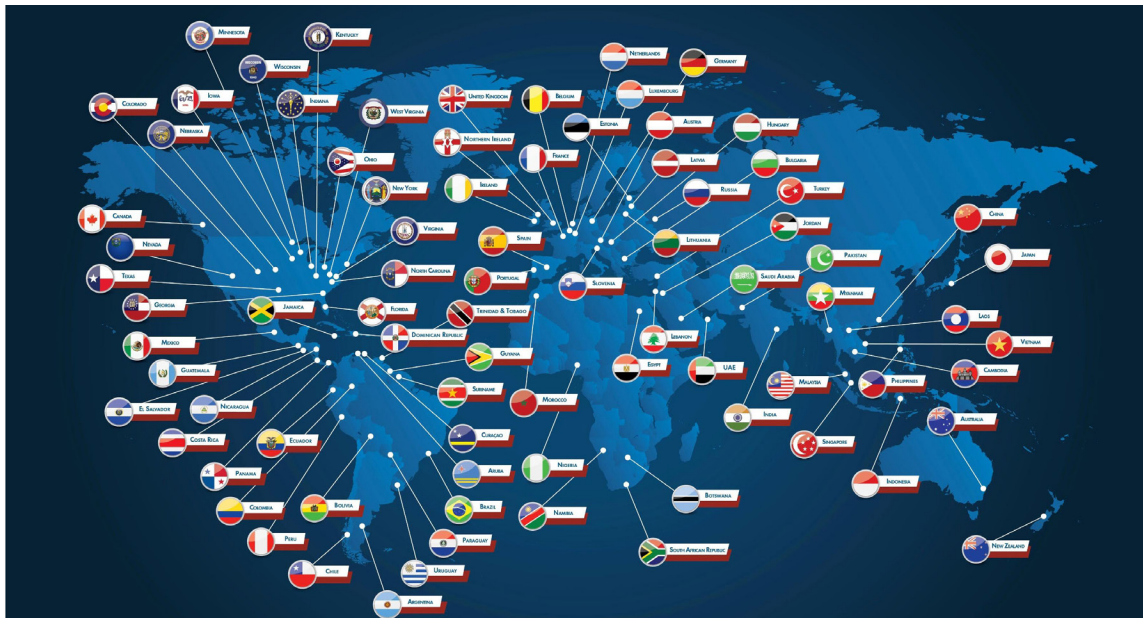 MINNESOTA
KENTUCKY
WISCONSIN
COLORADO
IOWA
INDIANA
NEBRASKA
WEST VIRGINIA
OHIO
NEW YORK
VIRGINIA
NORTH CAROLINA
CANADA
NEVADA
TEXAS
GEORGIA
JAMAICA
FLORIDA
MEXICO
DOMINICAN REPUBLIC
GUATEMALA
GUYANA
EL SALVADOR
NICARAGUA
SURINAME
COSTA RICA
ECUADOR
CURAÇAO
PANAMA
ARUBA
COLOMBIA
BOLIVIA
BRAZIL
PERU
PARAGUAY
CHILE
URUGUAY
ARGENTINA
NETHERLANDS
GERMANY
UNITED KINGDOM
BELGIUM
LUXEMBOURG
ESTONIA
AUSTRIA
HUNGARY
NORTHERN IRELAND
FRANCE
LATVIA
BULGARIA
IRELAND
RUSSIA
TURKEY
SPAIN
LITHUANIA
JORDAN
PORTUGAL
SLOVENIA
SAUDI ARABIA
PAKISTAN
TRINIDAD & TOBAGO
MYANMAR
CHINA
JAPAN
LEBANON
LAOS
EGYPT
UAE
VIETNAM
MOROCCO
MALAYSIA
PHILIPPINES
CAMBODIA
INDIA
AUSTRALIA
SINGAPORE
NIGERIA
INDONESIA
BOTSWANA
NAMIBIA
SOUTH AFRICAN REPUBLIC
NEW ZEALAND